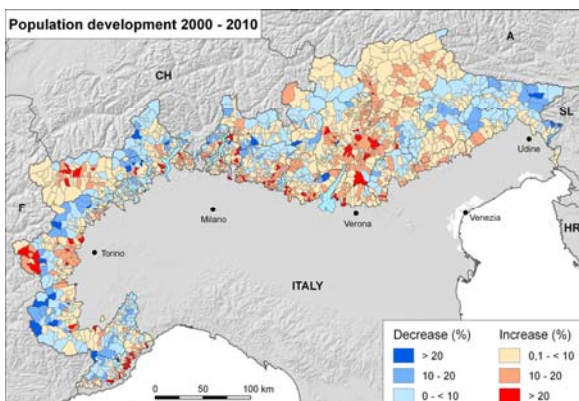 Population development 2000 - 2010
A
CH
SL
Udine
F
Milano
Verona
Venezia
HR
Torino
ITALY
Decrease (%)
> 20
10 - 20
0 - < 10
Increase (%)
0,1 - < 10
10 - 20
> 20
0 50 100 km